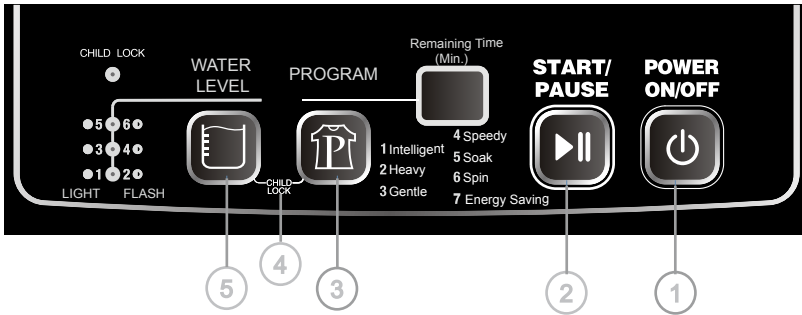 CHILD LOCK
WATER
LEVEL
PROGRAM
Remaining Time
(Min.)
START/
PAUSE
POWER
ON/OFF
5 6
3 4
1 2
LIGHT FLASH
P
CHILD
LOCK
1 Intelligent
2 Heavy
3 Gentle
4 Speedy
5 Soak
6 Spin
7 Energy Saving
5
4
3
2
1